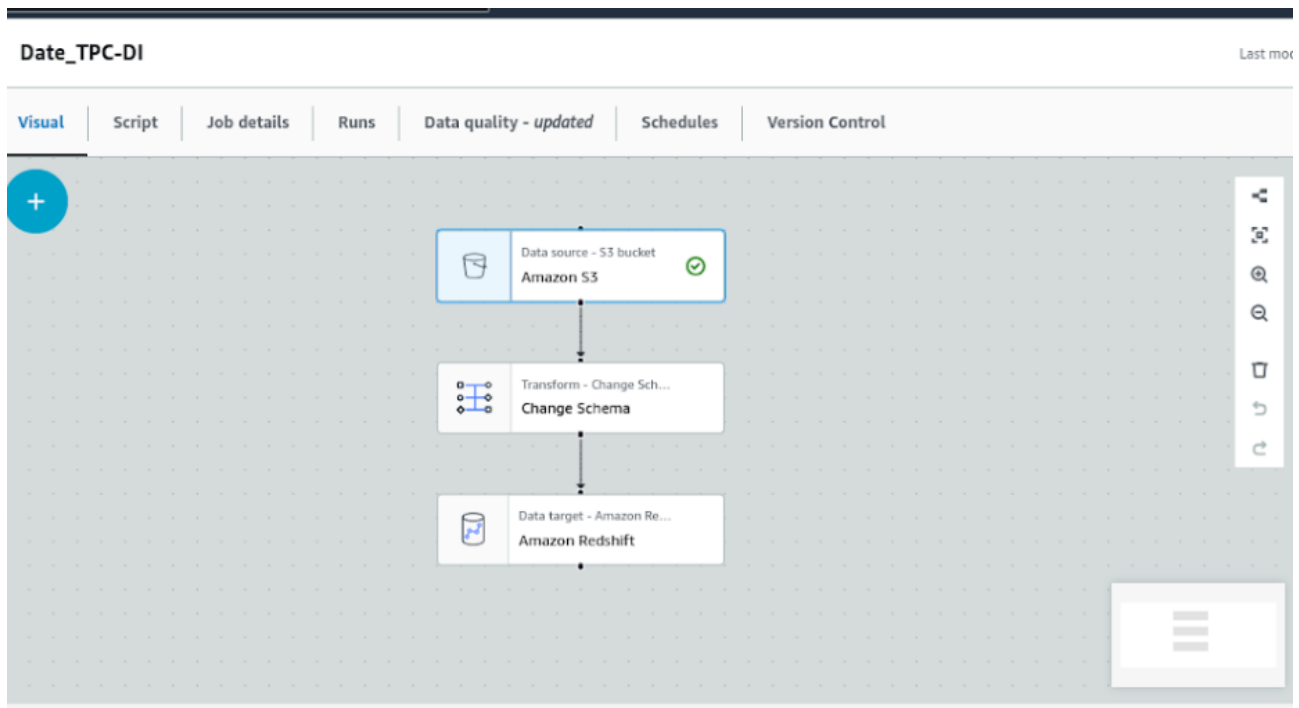 Date_TPC-DI
Last mod
Visual
Script
Job details
Runs
Data quality - updated
Schedules
Version Control
+
Data source - S3 bucket
Amazon S3
Transform - Change Sch...
Change Schema
Data target - Amazon Re...
Amazon Redshift